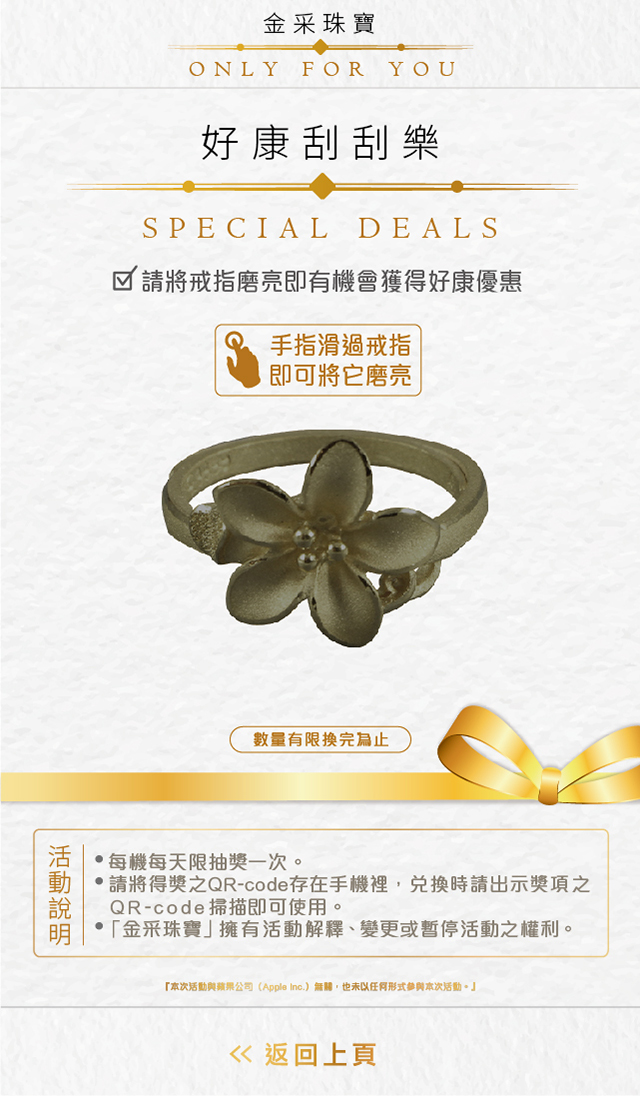 金采珠寶
ONLY FOR YOU
好康刮刮樂
SPECIAL DEALS
請將戒指磨亮即有機會獲得好康優惠
手指滑過戒指
即可將它磨亮
數量有限換完為止
活動說明
•每機每天限抽獎一次。
•請將得獎之QR-code存在手機裡，兌換時請出示獎項之
QR-code掃描即可使用。
•「金采珠寶」擁有活動解釋、變更或暫停活動之權利。
『本次活動與蘋果公司（Apple Inc.）無關，也未以任何形式參與本次活動。』
<< 返回上頁